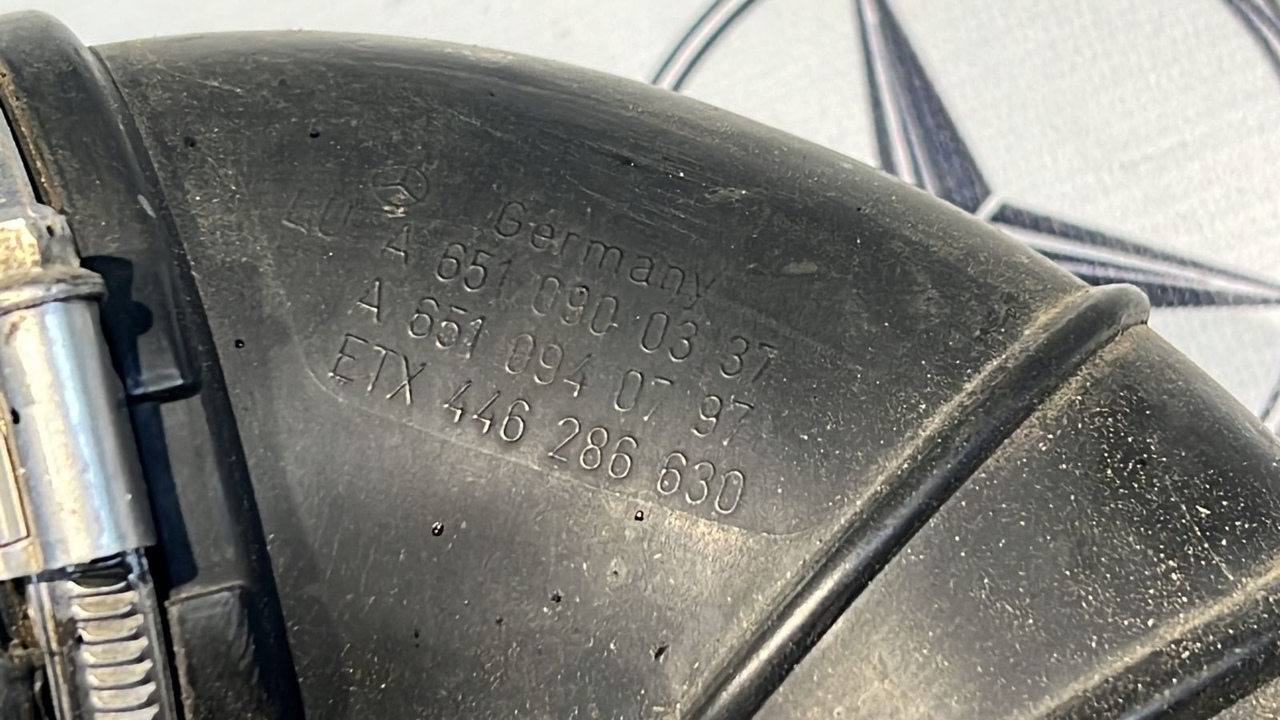 Germany
A 651 090 03 37
A 651 094 07 97
ETX 446 286 630